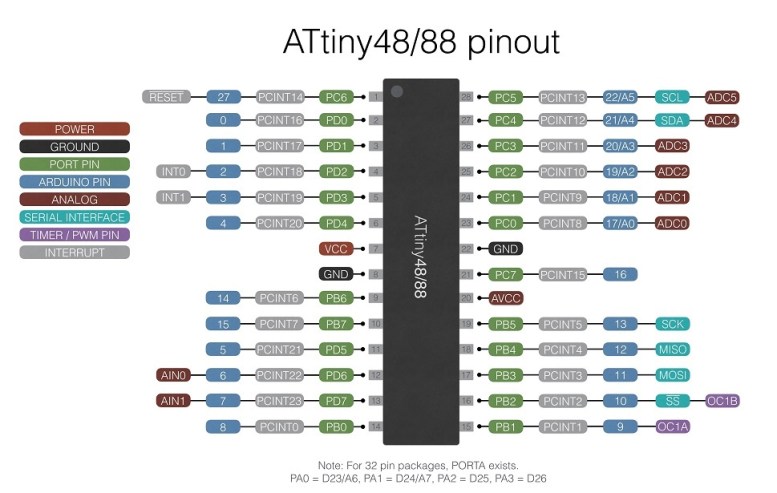 ATtiny48/88 pinout
RESET 27 PCINT14 PC6 1 28 PC5 PCINT13 22/A5 SCL ADC5
0 PCINT16 PD0 2 27 PC4 PCINT12 21/A4 SDA ADC4
POWER
1 PCINT17 PD1 3 26 PC3 PCINT11 20/A3 ADC3
GROUND
PORT PIN
INT0 2 PCINT18 PD2 4 25 PC2 PCINT10 19/A2 ADC2
ARDUINO PIN
INT1 3 PCINT19 PD3 5 24 PC1 PCINT9 18/A1 ADC1
ANALOG
SERIAL INTERFACE
4 PCINT20 PD4 6 23 PC0 PCINT8 17/A0 ADC0
TIMER / PWM PIN
VCC 7 22 GND
INTERRUPT
ATtiny48/88
GND 8 21 PC7 PCINT15 16
14 PCINT6 PB6 9 20 AVCC
15 PCINT7 PB7 10 19 PB5 PCINT5 13 SCK
5 PCINT21 PD5 11 18 PB4 PCINT4 12 MISO
AIN0 6 PCINT22 PD6 12 17 PB3 PCINT3 11 MOSI
AIN1 7 PCINT23 PD7 13 16 PB2 PCINT2 10 SS OC1B
8 PCINT0 PB0 14 15 PB1 PCINT1 9 OC1A
Note: For 32 pin packages, PORTA exists.
PA0 = D23/A6, PA1 = D24/A7, PA2 = D25, PA3 = D26